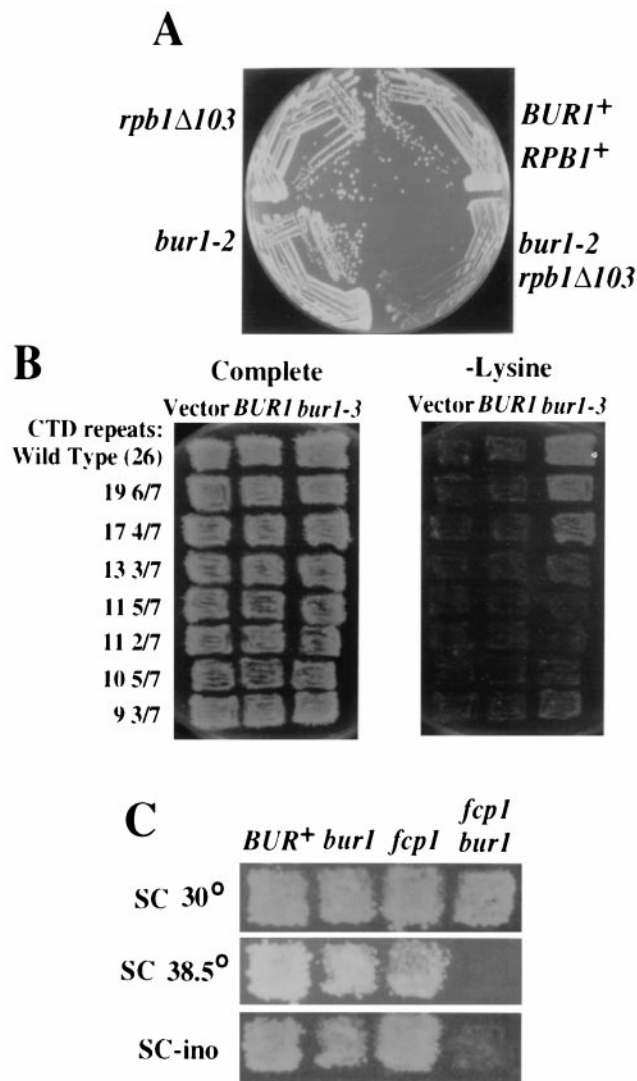 A
rpb1Δ103
BUR1+
RPB1+
bur1-2
bur1-2
rpb1Δ103
B
Complete
-Lysine
Vector BUR1 bur1-3
Vector BUR1 bur1-3
CTD repeats:
Wild Type (26)
19 6/7
17 4/7
13 3/7
11 5/7
11 2/7
10 5/7
9 3/7
C
BUR+ bur1 fcp1 fcp1 bur1
SC 30°
SC 38.5°
SC-ino